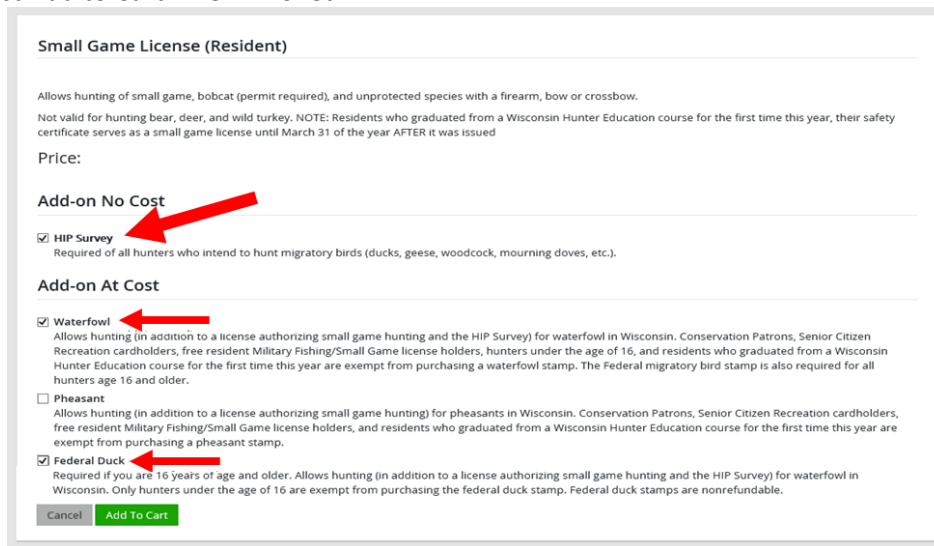 Small Game License (Resident)
Allows hunting of small game, bobcat (permit required), and unprotected species with a firearm, bow or crossbow.
Not valid for hunting bear, deer, and wild turkey. NOTE: Residents who graduated from a Wisconsin Hunter Education course for the first time this year, their safety
certificate serves as a small game license until March 31 of the year AFTER it was issued
Price:
Add-on No Cost
HIP Survey
Required of all hunters who intend to hunt migratory birds (ducks, geese, woodcock, mourning doves, etc.).
Add-on At Cost
Waterfowl
Allows hunting (in addition to a license authorizing small game hunting and the HIP Survey) for waterfowl in Wisconsin. Conservation Patrons, Senior Citizen
Recreation cardholders, free resident Military Fishing/Small Game license holders, hunters under the age of 16, and residents who graduated from a Wisconsin
Hunter Education course for the first time this year are exempt from purchasing a waterfowl stamp. The Federal migratory bird stamp is also required for all
hunters age 16 and older.
Pheasant
Allows hunting (in addition to a license authorizing small game hunting) for pheasants in Wisconsin. Conservation Patrons, Senior Citizen Recreation cardholders,
free resident Military Fishing/Small Game license holders, and residents who graduated from a Wisconsin Hunter Education course for the first time this year are
exempt from purchasing a pheasant stamp.
Federal Duck
Required if you are 16 years of age and older. Allows hunting (in addition to a license authorizing small game hunting and the HIP Survey) for waterfowl in
Wisconsin. Only hunters under the age of 16 are exempt from purchasing the federal duck stamp. Federal duck stamps are nonrefundable.
Cancel Add To Cart